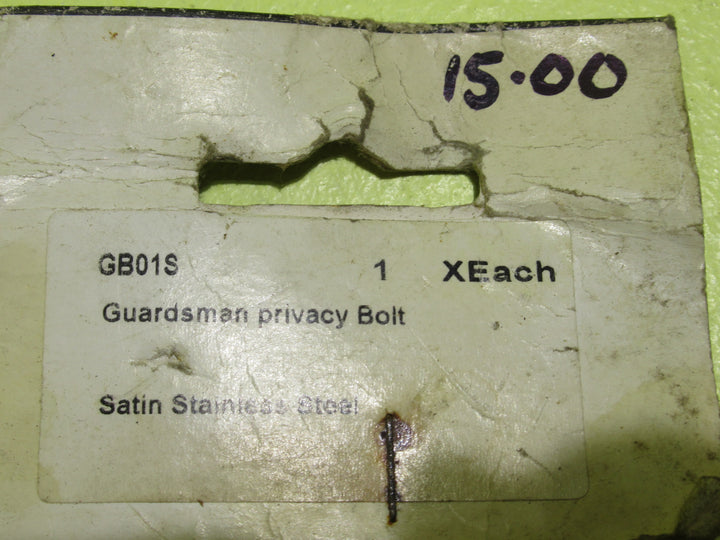 15.00
GB01S 1 XEach
Guardsman privacy Bolt
Satin Stainless Steel